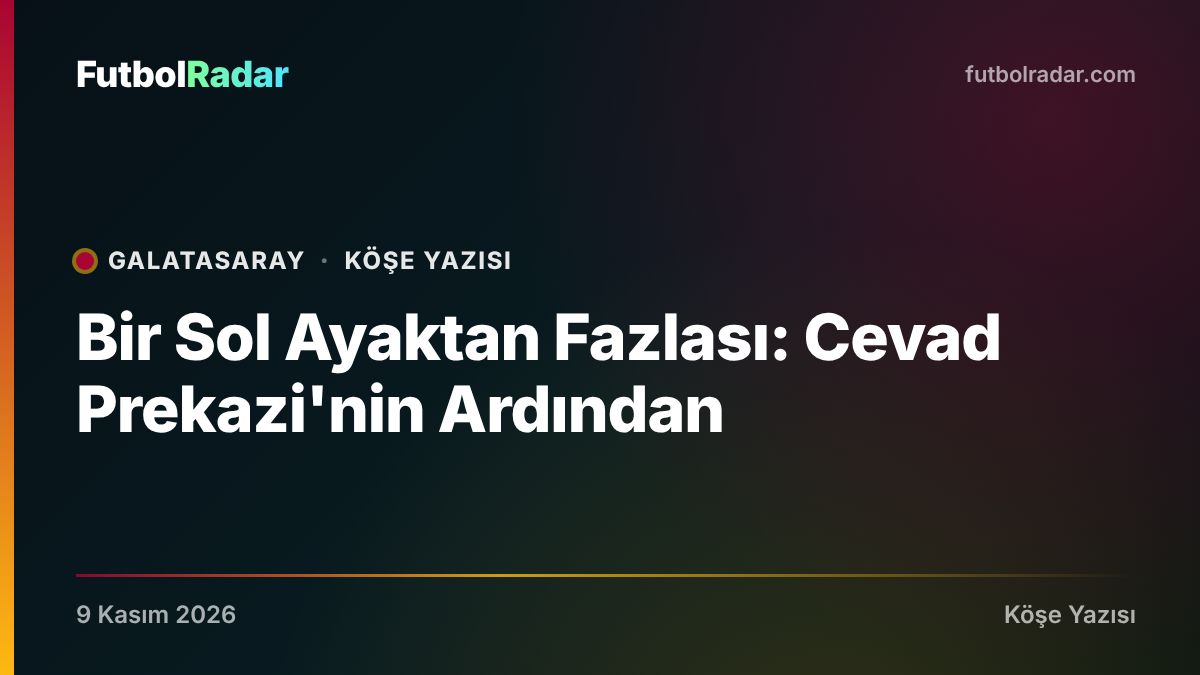 FutbolRadar
futbolradar.com
GALATASARAY · KÖŞE YAZISI
Bir Sol Ayaktan Fazlası: Cevad
Prekazi'nin Ardından
9 Kasım 2026
Köşe Yazısı